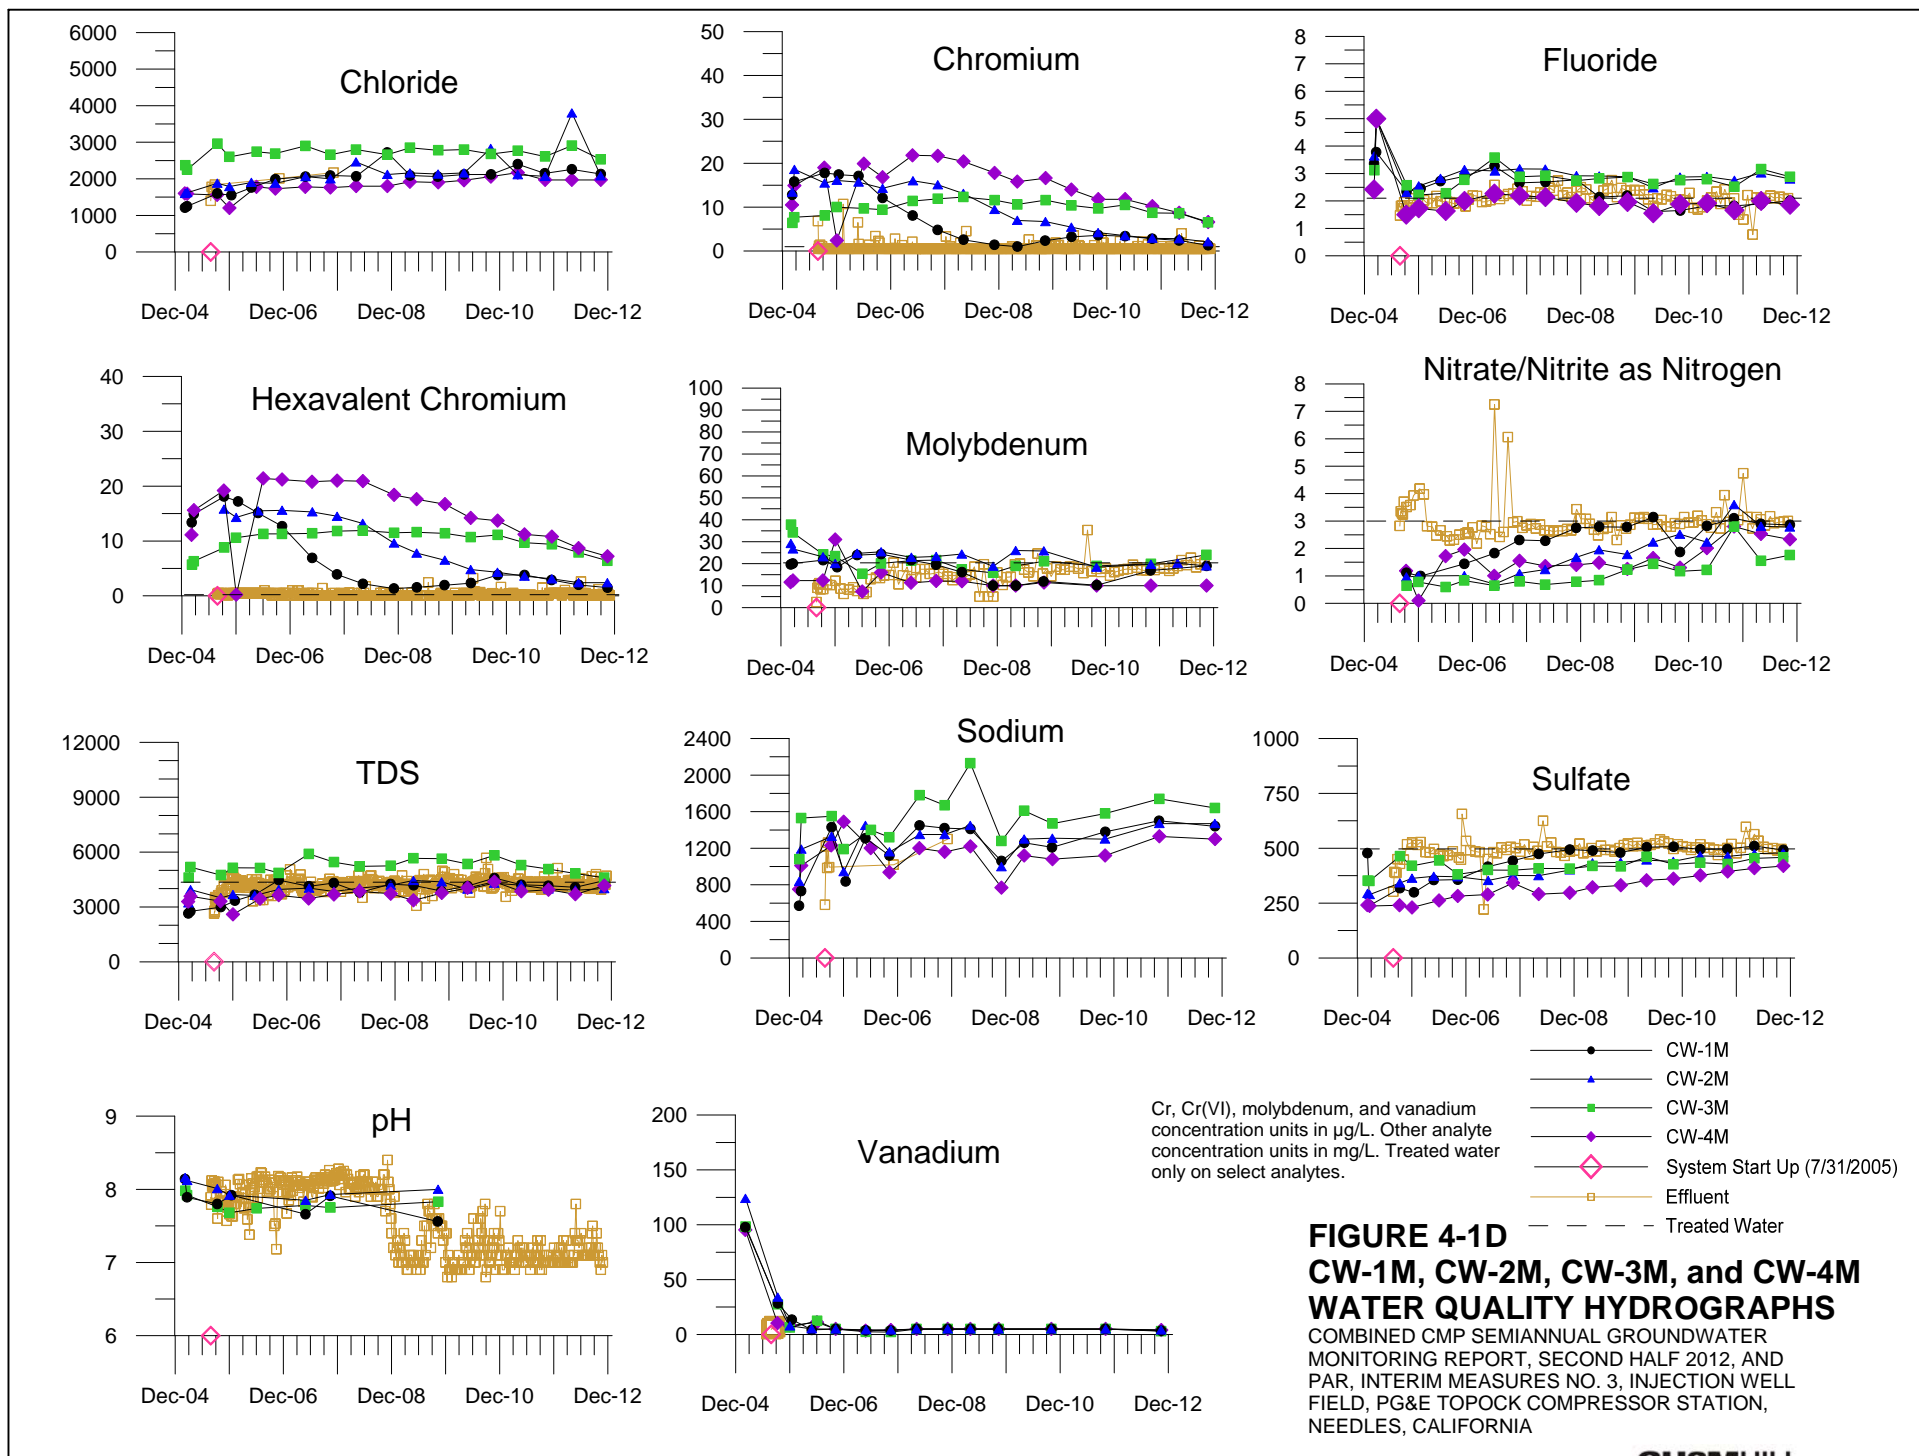 Chloride
6000
5000
4000
3000
2000
1000
0
Dec-04 Dec-06 Dec-08 Dec-10 Dec-12
Chromium
50
40
30
20
10
0
Dec-04 Dec-06 Dec-08 Dec-10 Dec-12
Fluoride
8
7
6
5
4
3
2
1
0
Dec-04 Dec-06 Dec-08 Dec-10 Dec-12
Hexavalent Chromium
40
30
20
10
0
Dec-04 Dec-06 Dec-08 Dec-10 Dec-12
Molybdenum
100
90
80
70
60
50
40
30
20
10
0
Dec-04 Dec-06 Dec-08 Dec-10 Dec-12
Nitrate/Nitrite as Nitrogen
8
7
6
5
4
3
2
1
0
Dec-04 Dec-06 Dec-08 Dec-10 Dec-12
TDS
12000
9000
6000
3000
0
Dec-04 Dec-06 Dec-08 Dec-10 Dec-12
Sodium
2400
2000
1600
1200
800
400
0
Dec-04 Dec-06 Dec-08 Dec-10 Dec-12
Sulfate
1000
750
500
250
0
Dec-04 Dec-06 Dec-08 Dec-10 Dec-12
pH
9
8
7
6
Dec-04 Dec-06 Dec-08 Dec-10 Dec-12
Vanadium
200
150
100
50
0
Dec-04 Dec-06 Dec-08 Dec-10 Dec-12
Cr, Cr(VI), molybdenum, and vanadium
concentration units in µg/L. Other analyte
concentration units in mg/L. Treated water
only on select analytes.
CW-1M
CW-2M
CW-3M
CW-4M
System Start Up (7/31/2005)
Effluent
Treated Water
FIGURE 4-1D
CW-1M, CW-2M, CW-3M, and CW-4M
WATER QUALITY HYDROGRAPHS
COMBINED CMP SEMIANNUAL GROUNDWATER
MONITORING REPORT, SECOND HALF 2012, AND
PAR, INTERIM MEASURES NO. 3, INJECTION WELL
FIELD, PG&E TOPOCK COMPRESSOR STATION,
NEEDLES, CALIFORNIA